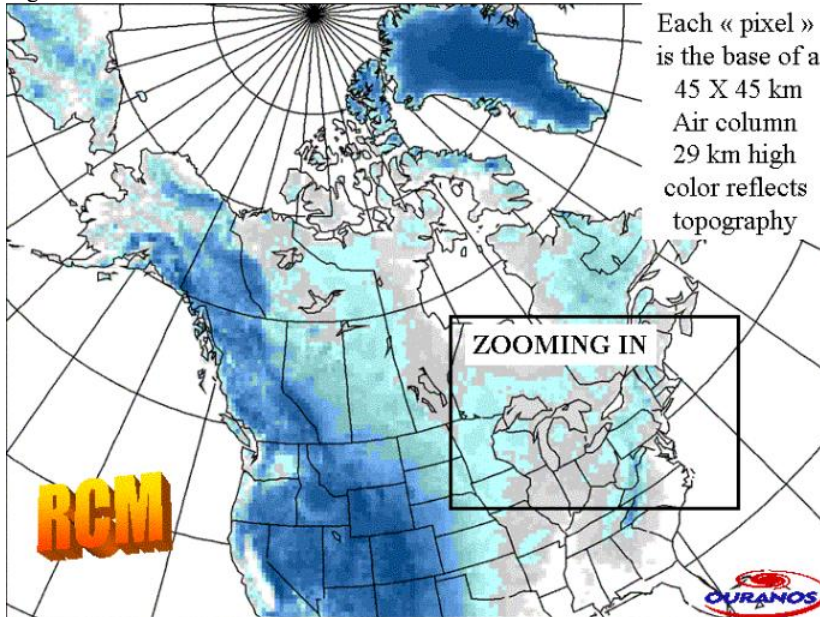 Each « pixel »
is the base of a
45 X 45 km
Air column
29 km high
color reflects
topography
ZOOMING IN
RCM
OURANOS